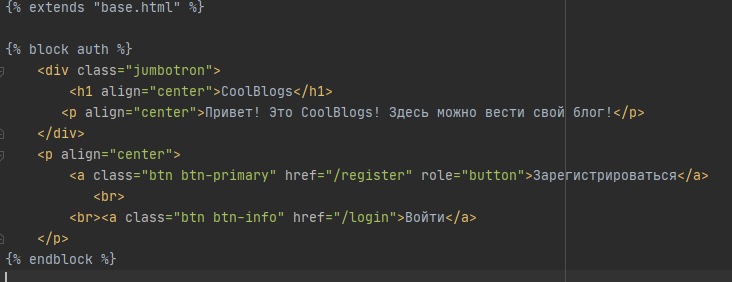 {% extends "base.html" %}
{% block auth %}
<div class="jumbotron">
<h1 align="center">CoolBlogs</h1>
<p align="center">Привет! Это CoolBlogs! Здесь можно вести свой блог!</p>
</div>
<p align="center">
<a class="btn btn-primary" href="/register" role="button">Зарегистрироваться</a>
<br>
<br><a class="btn btn-info" href="/login">Войти</a>
</p>
{% endblock %}